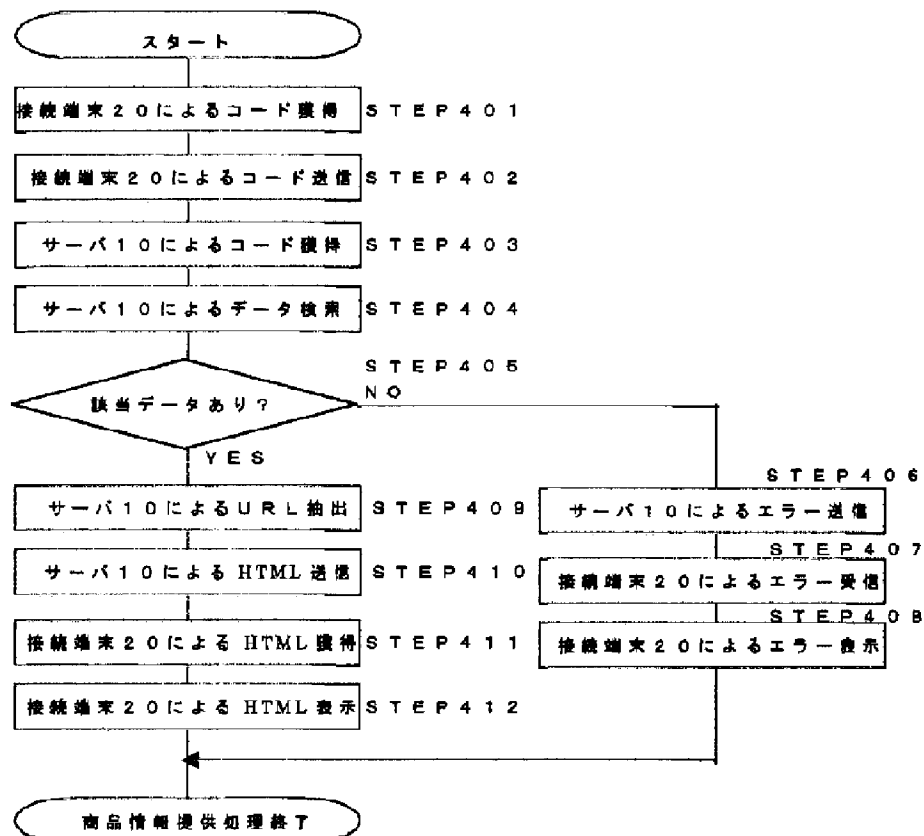 スタート
接続端末20によるコード獲得 STEP401
接続端末20によるコード送信 STEP402
サーバ10によるコード獲得 STEP403
サーバ10によるデータ検索 STEP404
STEP405
該当データあり?
NO
YES
サーバ10によるURL抽出 STEP409
サーバ10によるHTML送信 STEP410
接続端末20によるHTML獲得 STEP411
接続端末20によるHTML表示 STEP412
STEP406
サーバ10によるエラー送信
STEP407
接続端末20によるエラー受信
STEP408
接続端末20によるエラー表示
商品情報提供処理終了